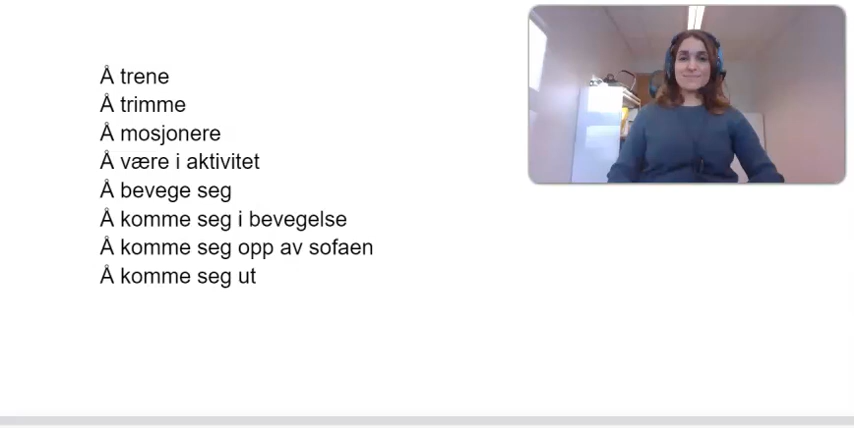 Å trene
Å trimme
Å mosjonere
Å være i aktivitet
Å bevege seg
Å komme seg i bevegelse
Å komme seg opp av sofaen
Å komme seg ut